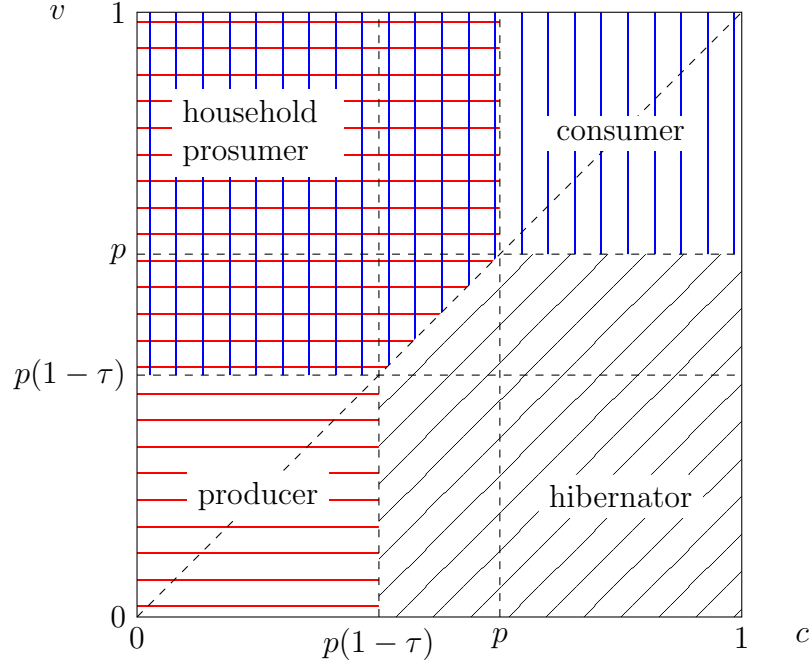 v
1
household
prosumer
consumer
p
p(1 − τ)
producer
hibernator
0
0
p(1 − τ)
p
1
c